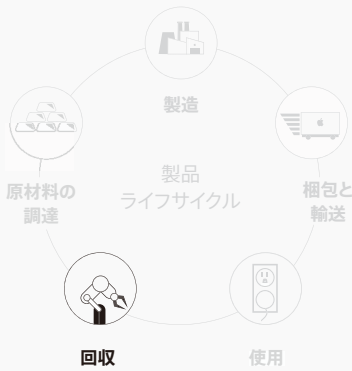 製造
原材料の
調達
製品
ライフサイクル
梱包と
輸送
回収
使用